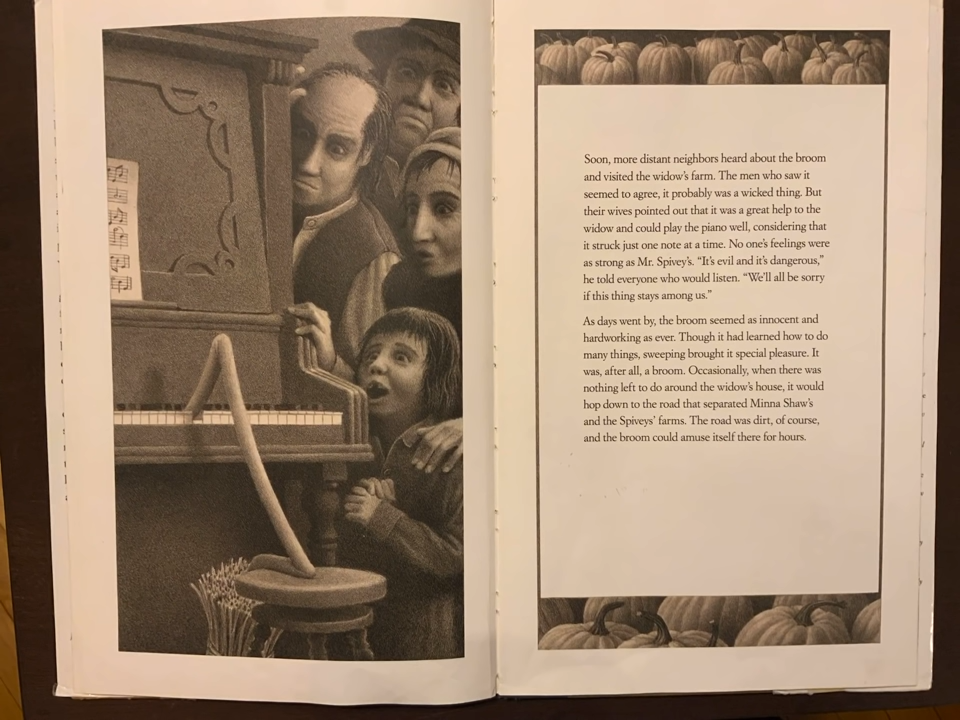 Soon, more distant neighbors heard about the broom
and visited the widow's farm. The men who saw it
seemed to agree, it probably was a wicked thing. But
their wives pointed out that it was a great help to the
widow and could play the piano well, considering that
it struck just one note at a time. No one's feelings were
as strong as Mr. Spivey's. “It's evil and it's dangerous,”
he told everyone who would listen. “We'll all be sorry
if this thing stays among us.”
As days went by, the broom seemed as innocent and
hardworking as ever. Though it had learned how to do
many things, sweeping brought it special pleasure. It
was, after all, a broom. Occasionally, when there was
nothing left to do around the widow's house, it would
hop down to the road that separated Minna Shaw's
and the Spiveys' farms. The road was dirt, of course,
and the broom could amuse itself there for hours.